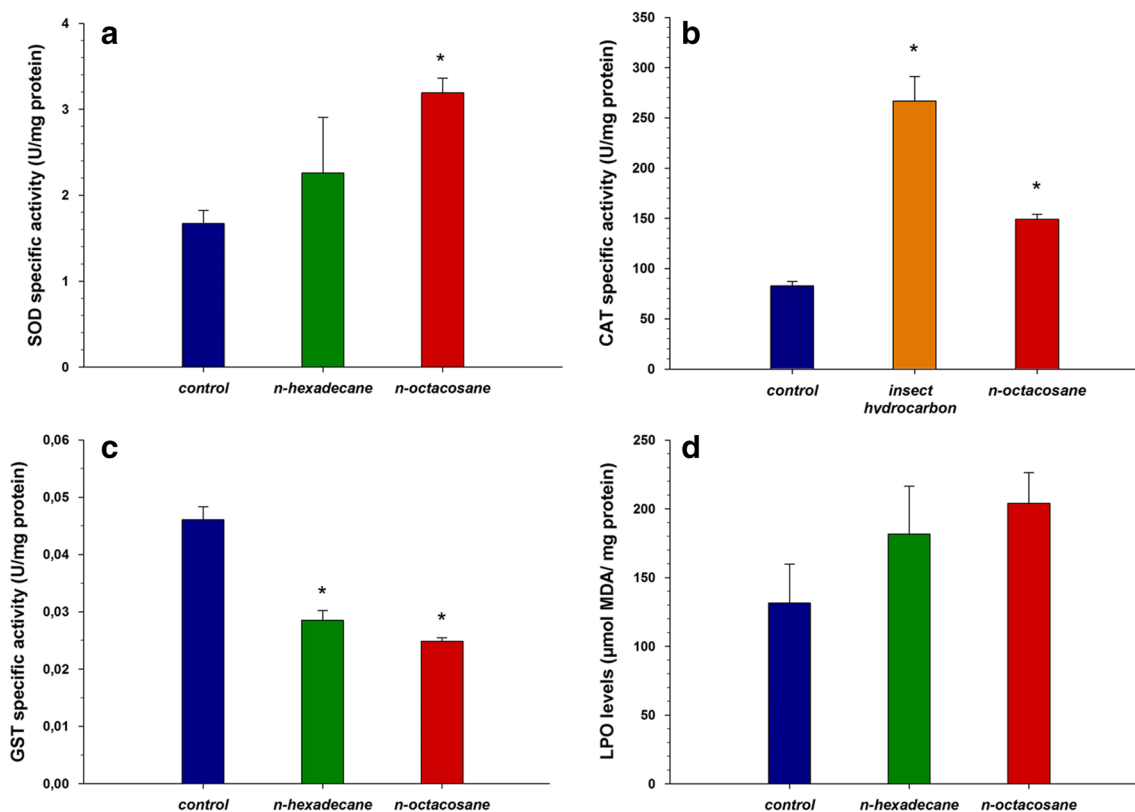 a
SOD specific activity (U/mg protein)
4
3
2
1
0
*
control
n-hexadecane
n-octacosane
b
CAT specific activity (U/mg protein)
350
300
250
200
150
100
50
0
*
*
control
insect
hydrocarbon
n-octacosane
c
GST specific activity (U/mg protein)
0,06
0,05
0,04
0,03
0,02
0,01
0,00
*
*
control
n-hexadecane
n-octacosane
d
LPO levels (µmol MDA/ mg protein)
250
200
150
100
50
0
control
n-hexadecane
n-octacosane